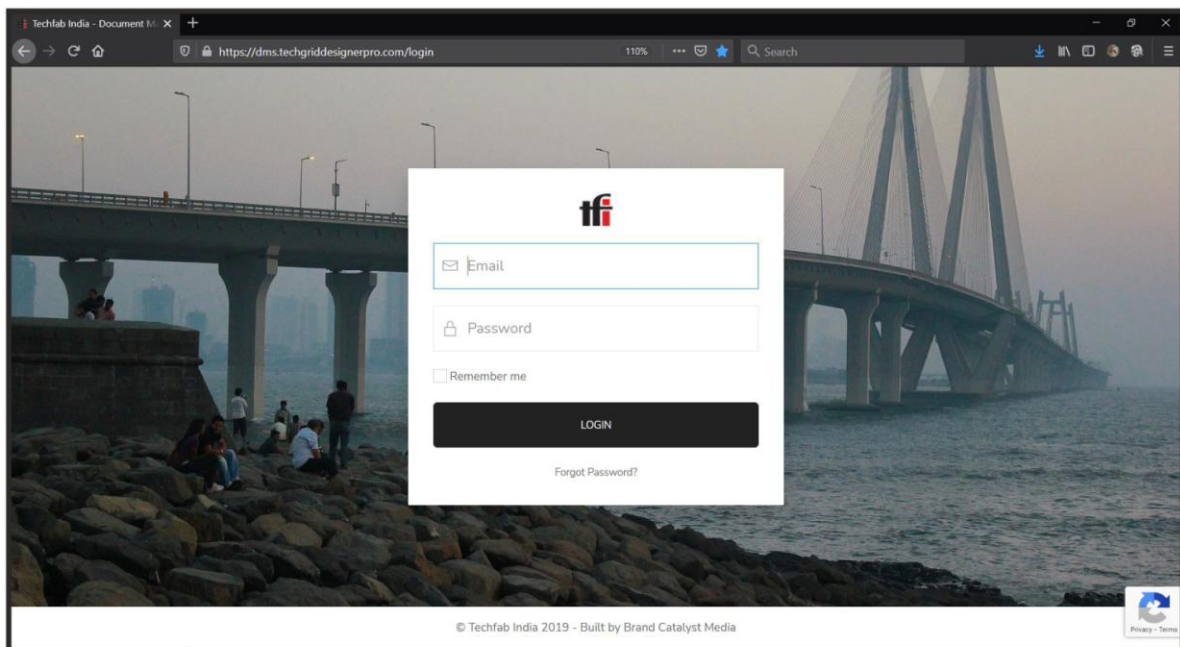 Techfab India - Document M
https://dms.techgriddesignerpro.com/login
110%
Search
tfi
Email
Password
Remember me
LOGIN
Forgot Password?
© Techfab India 2019 - Built by Brand Catalyst Media
Privacy - Terms